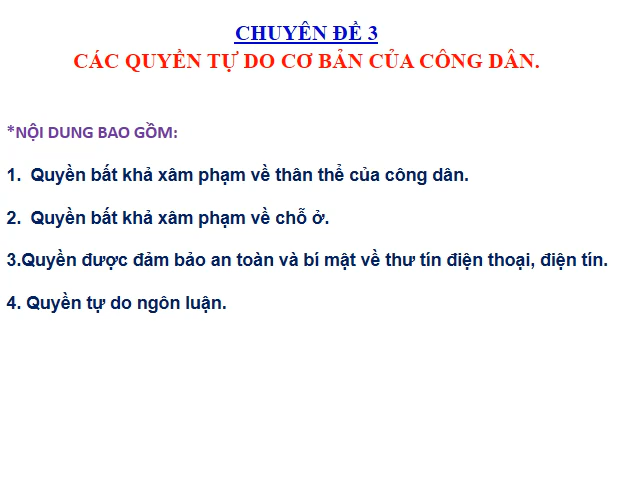 CHUYÊN ĐỀ 3
CÁC QUYỀN TỰ DO CƠ BẢN CỦA CÔNG DÂN.
*NỘI DUNG BAO GỒM:
1. Quyền bất khả xâm phạm về thân thể của công dân.
2. Quyền bất khả xâm phạm về chỗ ở.
3.Quyền được đảm bảo an toàn và bí mật về thư tín điện thoại, điện tín.
4. Quyền tự do ngôn luận.